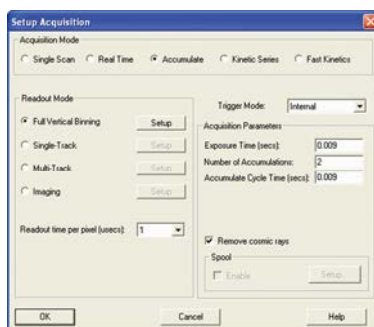 Setup Acquisition
Acquisition Mode
Single Scan Real Time Accumulate Kinetic Series Fast Kinetics
Readout Mode
Full Vertical Binning Setup
Single-Track Setup
Multi-Track Setup
Imaging Setup
Readout time per pixel (usecs): 1
Trigger Mode: Internal
Acquisition Parameters
Exposure Time (secs): 0.009
Number of Accumulations: 2
Accumulate Cycle Time (secs): 0.009
Remove cosmic rays
Spool
Enable Setup...
OK Cancel Help